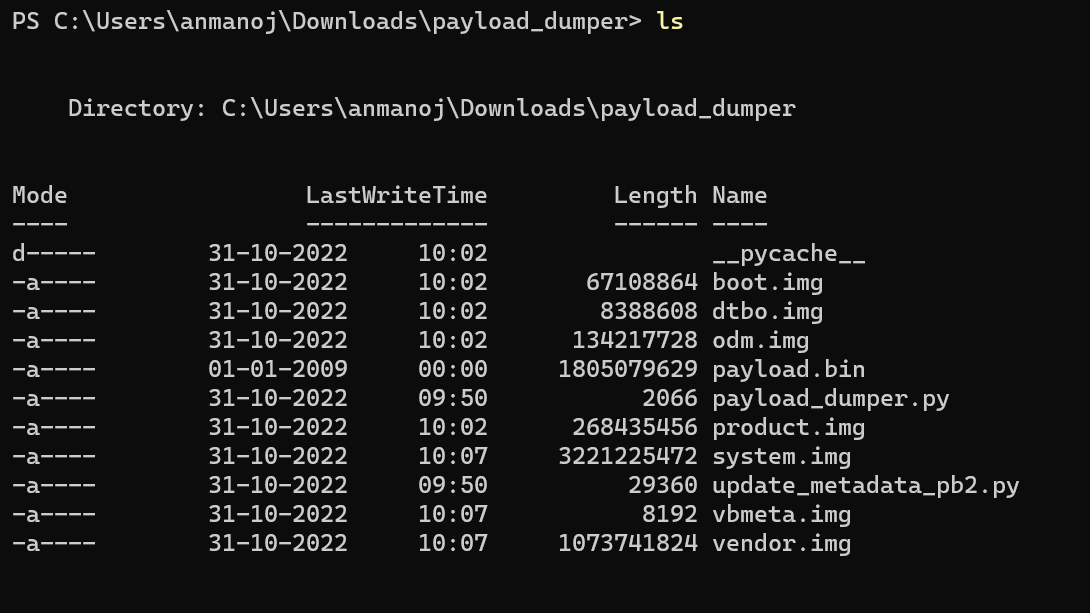 PS C:\Users\anmanoj\Downloads\payload_dumper> ls
Directory: C:\Users\anmanoj\Downloads\payload_dumper
Mode LastWriteTime Length Name
---- ------------- ------ ----
d----- 31-10-2022 10:02 __pycache__
-a---- 31-10-2022 10:02 67108864 boot.img
-a---- 31-10-2022 10:02 8388608 dtbo.img
-a---- 31-10-2022 10:02 134217728 odm.img
-a---- 01-01-2009 00:00 1805079629 payload.bin
-a---- 31-10-2022 09:50 2066 payload_dumper.py
-a---- 31-10-2022 10:02 268435456 product.img
-a---- 31-10-2022 10:07 3221225472 system.img
-a---- 31-10-2022 09:50 29360 update_metadata_pb2.py
-a---- 31-10-2022 10:07 8192 vbmeta.img
-a---- 31-10-2022 10:07 1073741824 vendor.img